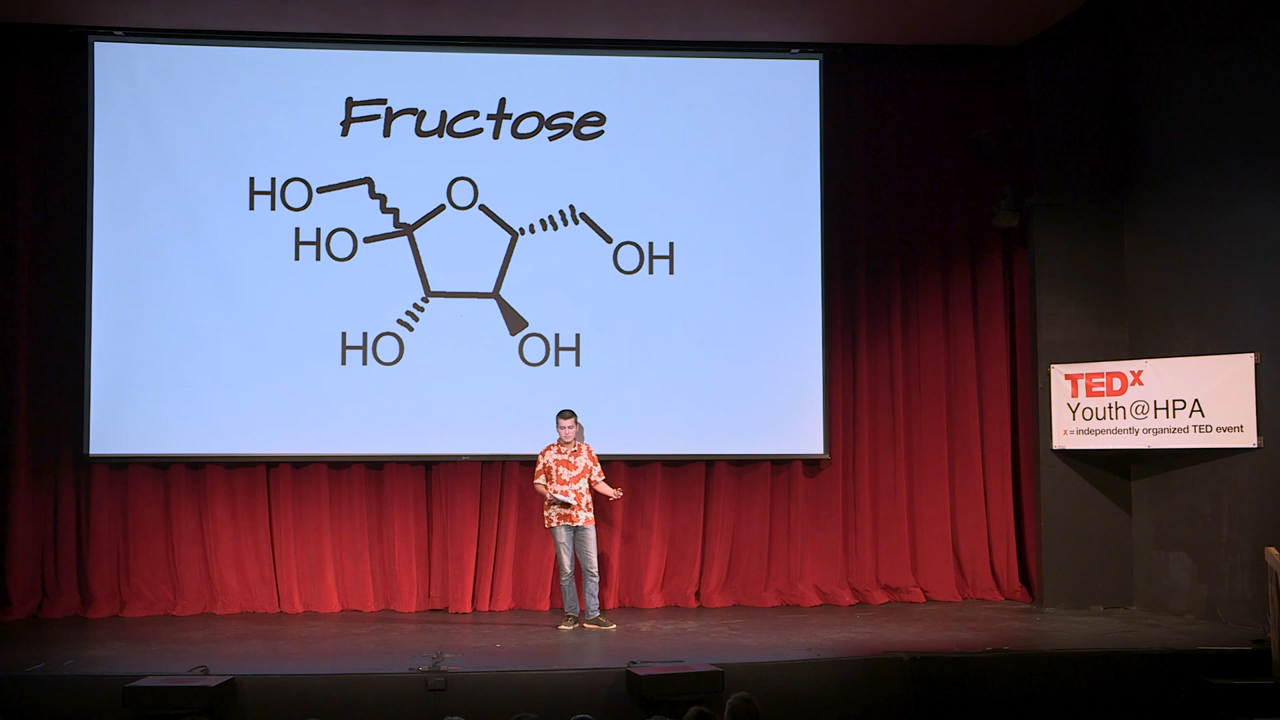 Fructose
HO
O
HO
OH
HO
OH
TEDx
Youth@HPA
x = independently organized TED event